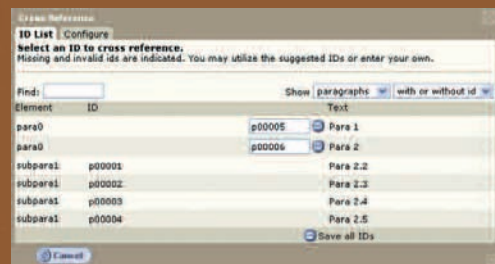 Cross Reference
ID List Configure
Select an ID to cross reference.
Missing and invalid ids are indicated. You may utilize the suggested IDs or enter your own.
Find: Show paragraphs with or without id
Element ID Text
para0 p00005 Para 1
para0 p00006 Para 2
subpara1 p00001 Para 2.2
subpara1 p00002 Para 2.3
subpara1 p00003 Para 2.4
subpara1 p00004 Para 2.5
Save all IDs
Cancel